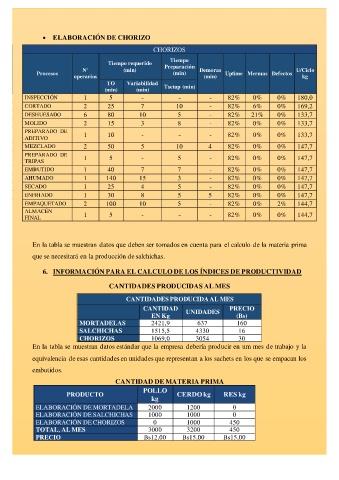 • ELABORACIÓN DE CHORIZO
CHORIZOS
Procesos N° operarios Tiempo requerido (min) Tiempo Preparación (min) Demoras (min) Uptime Mermas Defectos U/Ciclo kg
TO (min) Variabilidad (min) Tsetup (min)
INSPECCIÓN 1 5 - - - 82% 0% 0% 180,0
CORTADO 2 25 7 10 - 82% 6% 0% 169,2
DESHUESADO 6 80 10 5 - 82% 21% 0% 133,7
MOLIDO 2 15 3 8 - 82% 0% 0% 133,7
PREPARADO DE ADITIVO 1 10 - - - 82% 0% 0% 133,7
MEZCLADO 2 50 5 10 4 82% 0% 0% 147,7
PREPARADO DE TRIPAS 1 5 - 5 - 82% 0% 0% 147,7
EMBUTIDO 1 40 7 7 - 82% 0% 0% 147,7
AHUMADO 1 140 15 3 - 82% 0% 0% 147,7
SECADO 1 25 4 5 - 82% 0% 0% 147,7
ENFRIADO 1 30 8 5 5 82% 0% 0% 147,7
EMPAQUETADO 2 100 10 5 - 82% 0% 2% 144,7
ALMACEN FINAL 1 5 - - - 82% 0% 0% 144,7
En la tabla se muestran datos que deben ser tomados en cuenta para el calculo de la materia prima
que se necesitará en la producción de salchichas.
6. INFORMACIÓN PARA EL CALCULO DE LOS ÍNDICES DE PRODUCTIVIDAD
CANTIDADES PRODUCIDAS AL MES
CANTIDADES PRODUCIDA AL MES
CANTIDAD EN Kg UNIDADES PRECIO (Bs)
MORTADELAS 2421,9 637 160
SALCHICHAS 1515,5 4330 16
CHORIZOS 1069,0 3054 30
En la tabla se muestran datos estándar que la empresa debería producir en un mes de trabajo y la
equivalencia de esas cantidades en unidades que representan a los sachets en los que se empacan los
embutidos.
CANTIDAD DE MATERIA PRIMA
PRODUCTO POLLO kg CERDO kg RES kg
ELABORACIÓN DE MORTADELA 2000 1200 0
ELABORACIÓN DE SALCHICHAS 1000 1000 0
ELABORACIÓN DE CHORIZOS 0 1000 450
TOTAL, AL MES 3000 3200 450
PRECIO Bs12,00 Bs15,00 Bs15,00